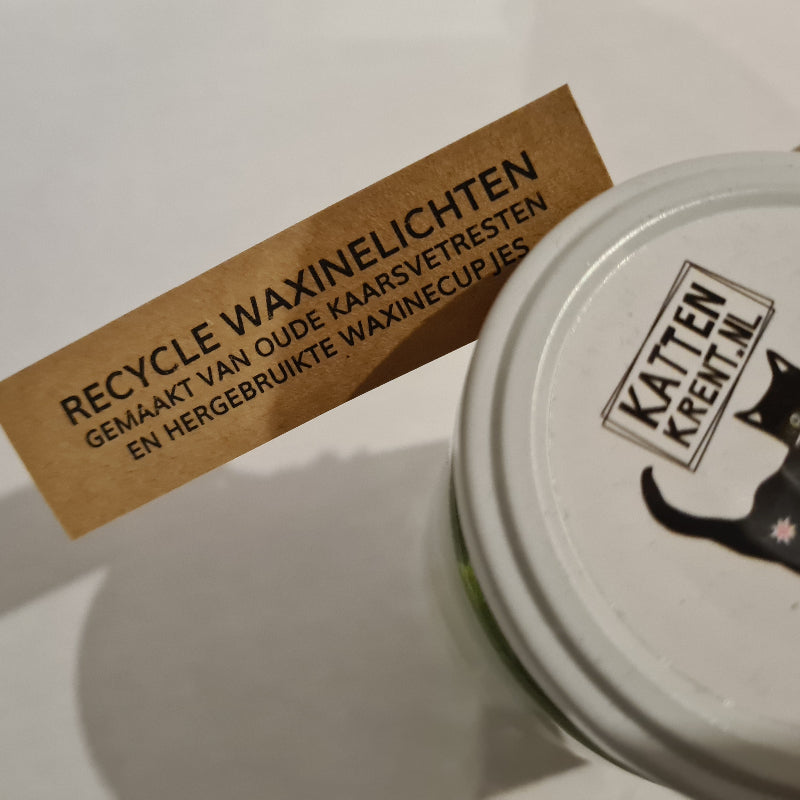 RECYCLE WAXINELICHTEN
GEMAAKT VAN OUDE KAARSVETRESTEN
EN HERGEBRUIKTE WAXINECUPJES
KATTEN
KRENT.NL